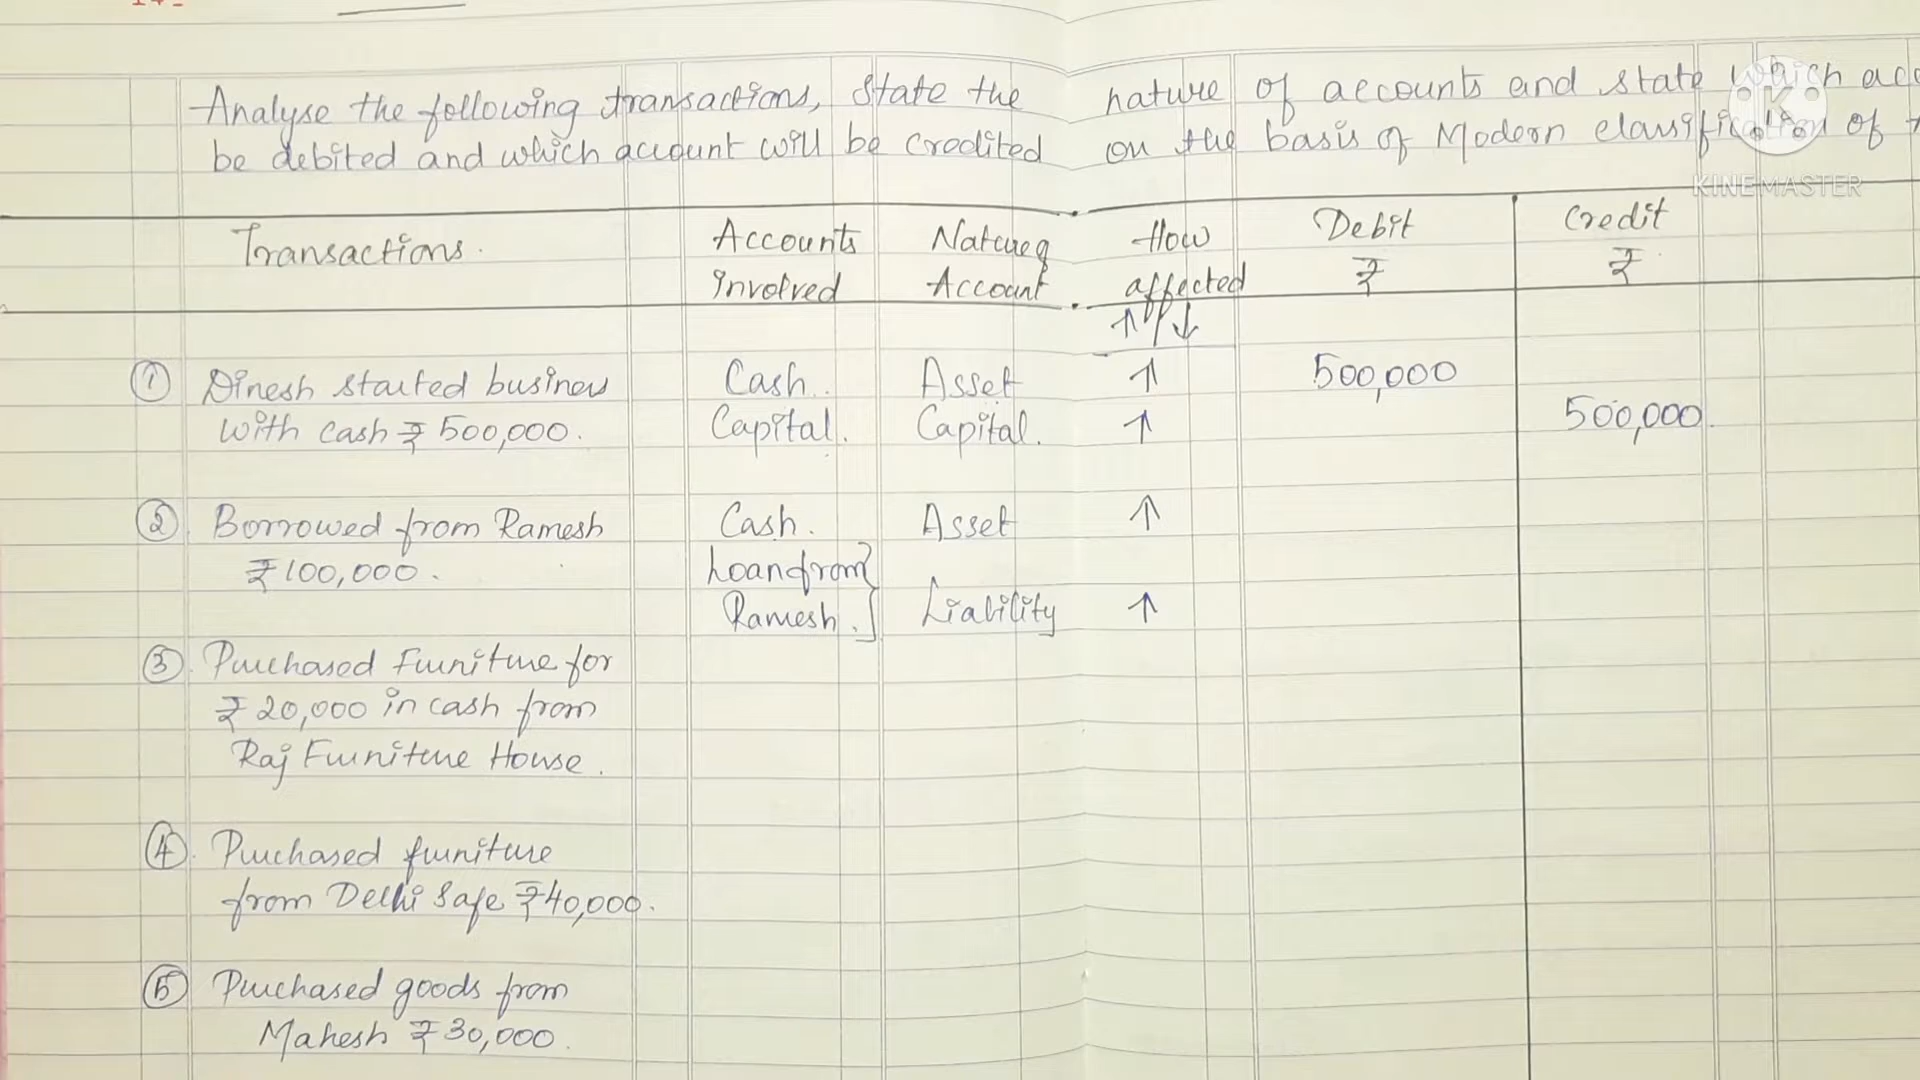 Analyse the following transactions, state the nature of accounts and state which acc
be debited and which account will be credited on the basis of Modern classification of
Transactions. Accounts involved Nature of Account How affected ↑/↓ Debit ₹ Credit ₹
① Dinesh started business Cash. Asset ↑ 500,000
with cash ₹ 500,000. Capital. Capital. ↑ 500,000.
② Borrowed from Ramesh Cash. Asset ↑
₹ 100,000. Loan from
Ramesh. Liability ↑
③ Purchased Furniture for
₹ 20,000 in cash from
Raj Furniture House.
④ Purchased furniture
from Delhi Safe ₹40,000.
⑤ Purchased goods from
Mahesh ₹ 30,000.
KINEMASTER